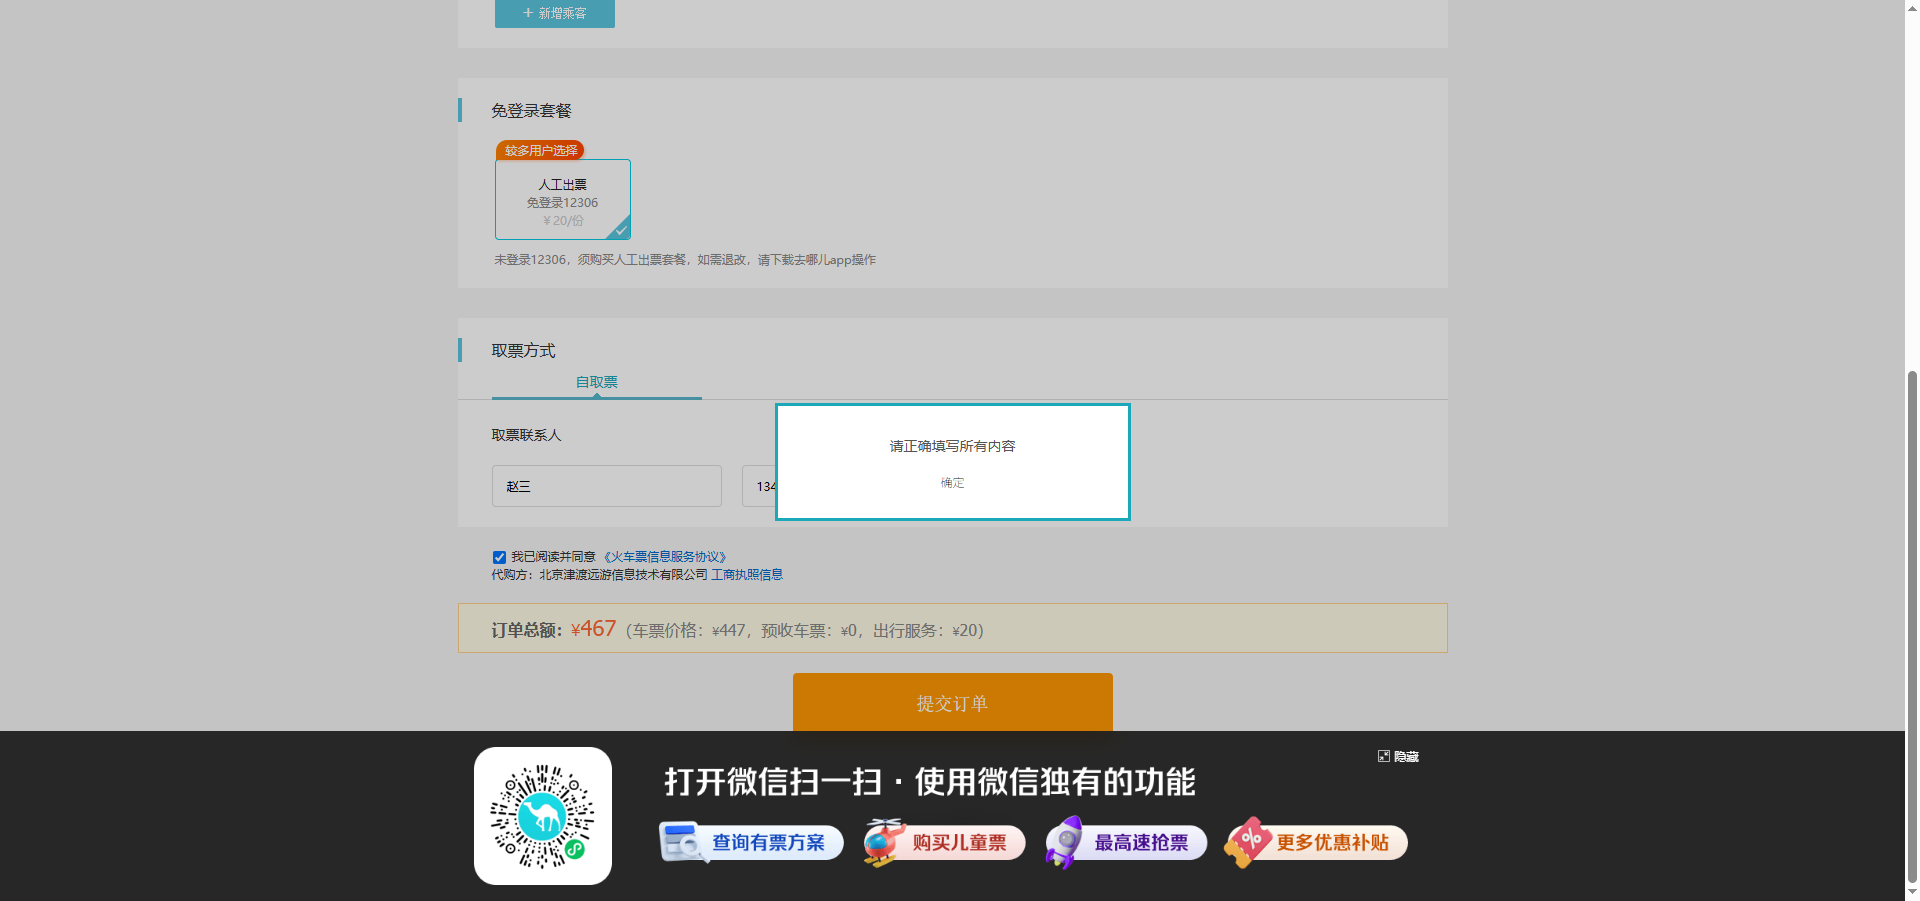 + 新增乘客
免登录套餐
较多用户选择
人工出票
免登录12306
¥20/份
未登录12306，须购买人工出票套餐，如需退改，请下载去哪儿app操作
取票方式
自取票
取票联系人
赵三
134
请正确填写所有内容
确定
我已阅读并同意 《火车票信息服务协议》
代购方：北京津渡远游信息技术有限公司 工商执照信息
订单总额：¥467（车票价格：¥447，预收车票：¥0，出行服务：¥20）
提交订单
隐藏
打开微信扫一扫·使用微信独有的功能
查询有票方案
购买儿童票
最高速抢票
更多优惠补贴